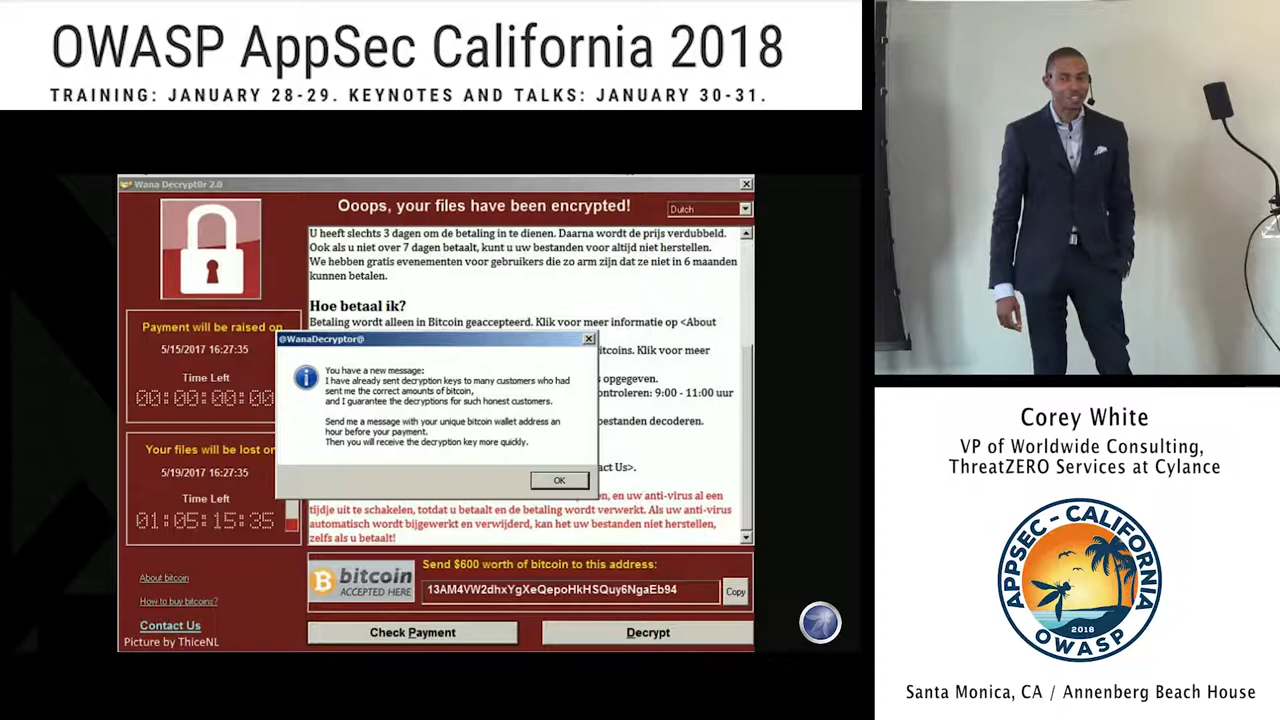 OWASP AppSec California 2018
TRAINING: JANUARY 28-29. KEYNOTES AND TALKS: JANUARY 30-31.
Wana Decrypt0r 2.0
Ooops, your files have been encrypted!
Dutch
U heeft slechts 3 dagen om de betaling in te dienen. Daarna wordt de prijs verdubbeld.
Ook als u niet over 7 dagen betaalt, kunt u uw bestanden voor altijd niet herstellen.
We hebben gratis evenementen voor gebruikers die zo arm zijn dat ze niet in 6 maanden
kunnen betalen.
Hoe betaal ik?
Betaling wordt alleen in Bitcoin geaccepteerd. Klik voor meer informatie op <About
itcoins. Klik voor meer
opgegeven.
ontroleren: 9:00 - 11:00 uur
estanden decoderen.
act Us>.
en, en uw anti-virus al een
tijdje uit te schakelen, totdat u betaalt en de betaling wordt verwerkt. Als uw anti-virus
automatisch wordt bijgewerkt en verwijderd, kan het uw bestanden niet herstellen,
zelfs als u betaalt!
Payment will be raised on
5/15/2017 16:27:35
Time Left
00:00:00:00
Your files will be lost on
5/19/2017 16:27:35
Time Left
01:05:15:35
@WanaDecryptor@
You have a new message:
I have already sent decryption keys to many customers who had
sent me the correct amounts of bitcoin,
and I guarantee the decryptions for such honest customers.
Send me a message with your unique bitcoin wallet address an
hour before your payment.
Then you will receive the decryption key more quickly.
OK
About bitcoin
How to buy bitcoins?
Contact Us
Picture by ThiceNL
bitcoin
ACCEPTED HERE
Send $600 worth of bitcoin to this address:
13AM4VW2dhxYgXeQepoHkHSQuy6NgaEb94
Copy
Check Payment
Decrypt
Corey White
VP of Worldwide Consulting,
ThreatZERO Services at Cylance
APPSEC - CALIFORNIA
2018
OWASP
Santa Monica, CA / Annenberg Beach House